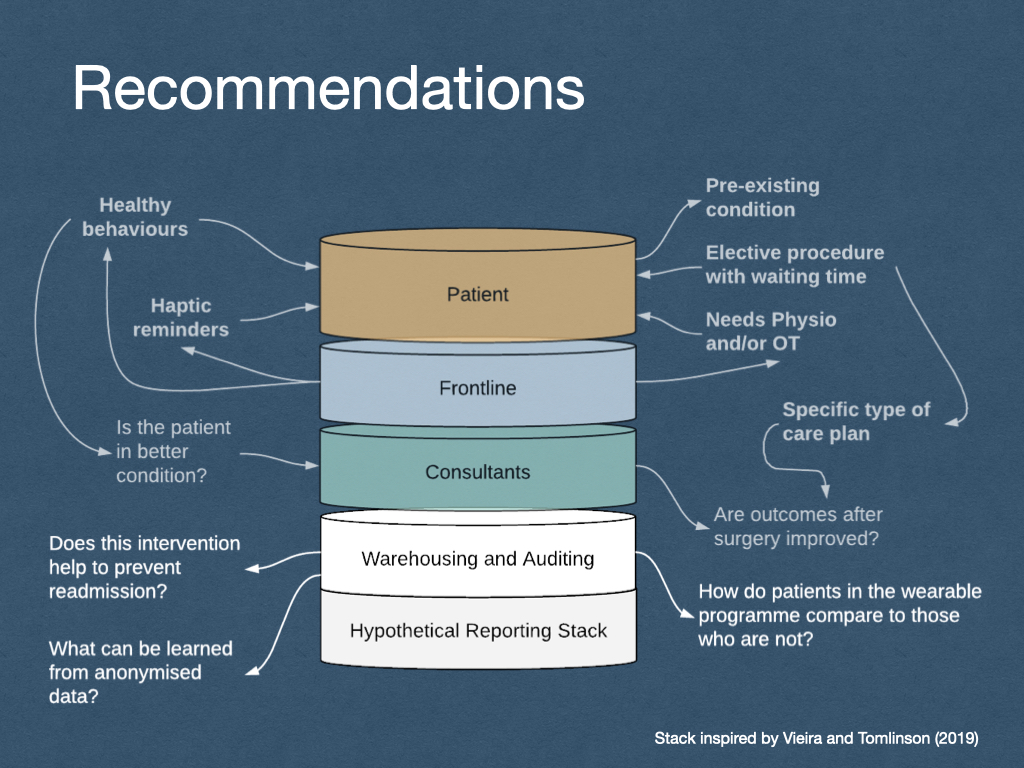 Recommendations
Healthy
behaviours
Haptic
reminders
Is the patient
in better
condition?
Does this intervention
help to prevent
readmission?
What can be learned
from anonymised
data?
Patient
Frontline
Consultants
Warehousing and Auditing
Hypothetical Reporting Stack
Pre-existing
condition
Elective procedure
with waiting time
Needs Physio
and/or OT
Specific type of
care plan
Are outcomes after
surgery improved?
How do patients in the wearable
programme compare to those
who are not?
Stack inspired by Vieira and Tomlinson (2019)